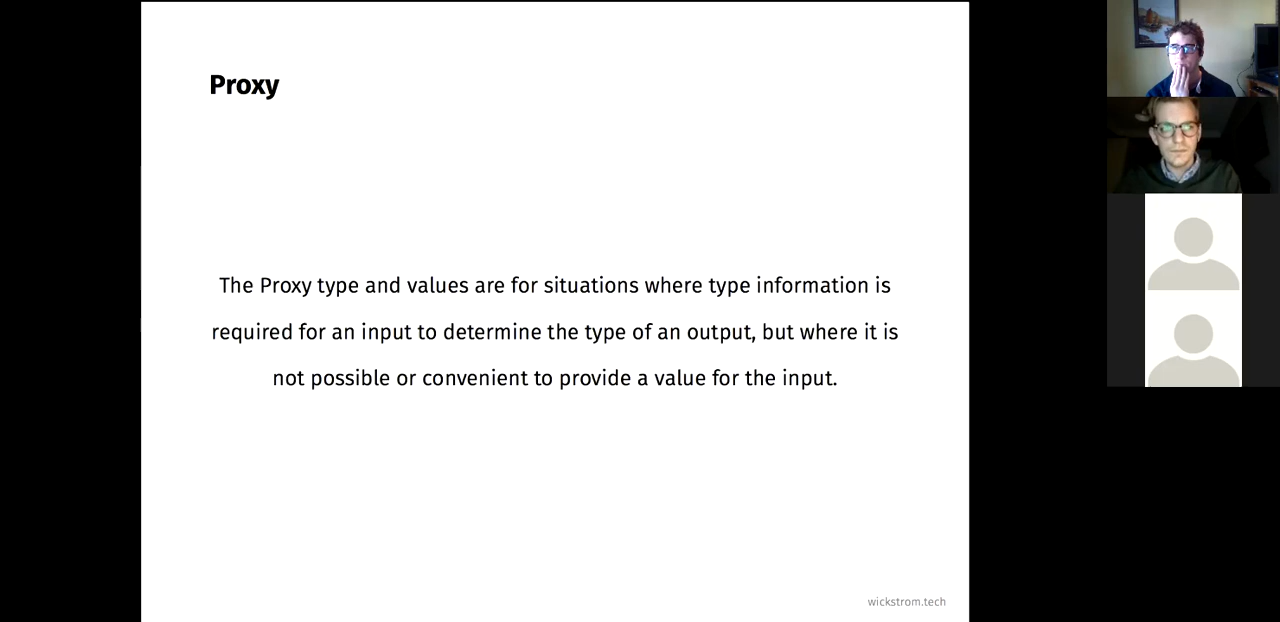 Proxy
The Proxy type and values are for situations where type information is
required for an input to determine the type of an output, but where it is
not possible or convenient to provide a value for the input.
wickstrom.tech